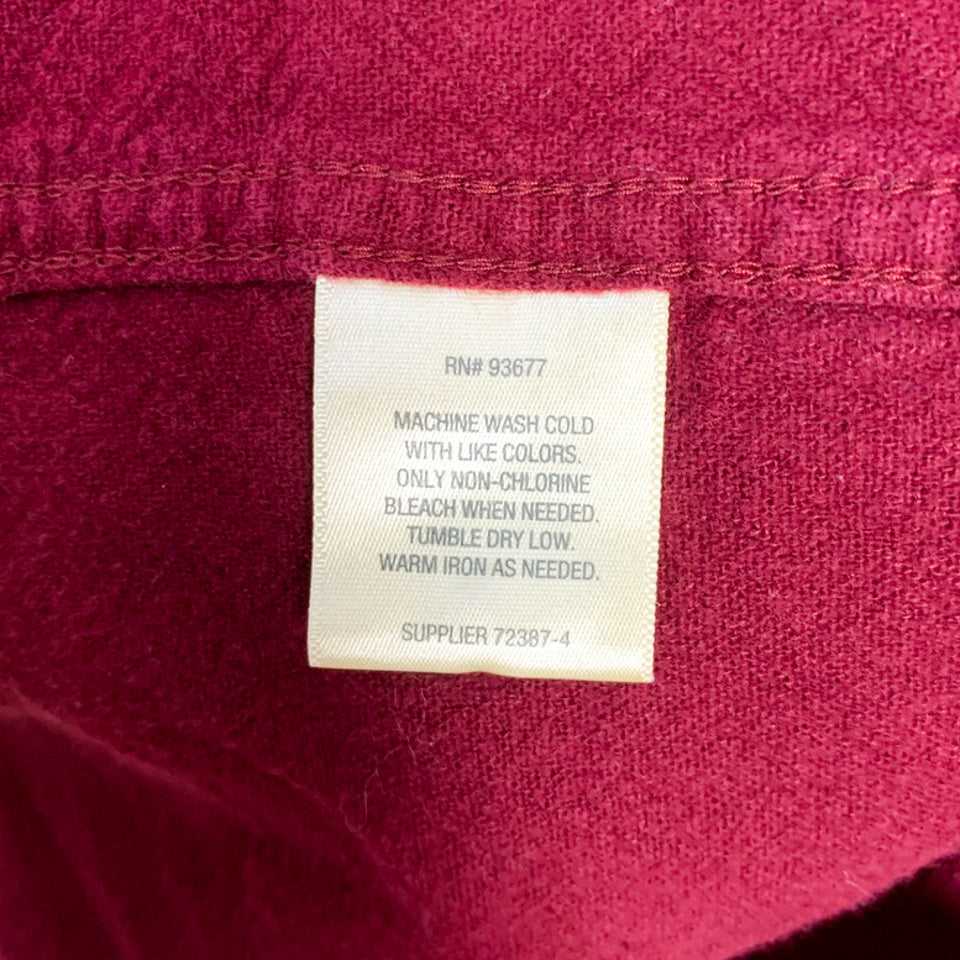 RN# 93677
MACHINE WASH COLD
WITH LIKE COLORS.
ONLY NON-CHLORINE
BLEACH WHEN NEEDED.
TUMBLE DRY LOW.
WARM IRON AS NEEDED.
SUPPLIER 72387-4